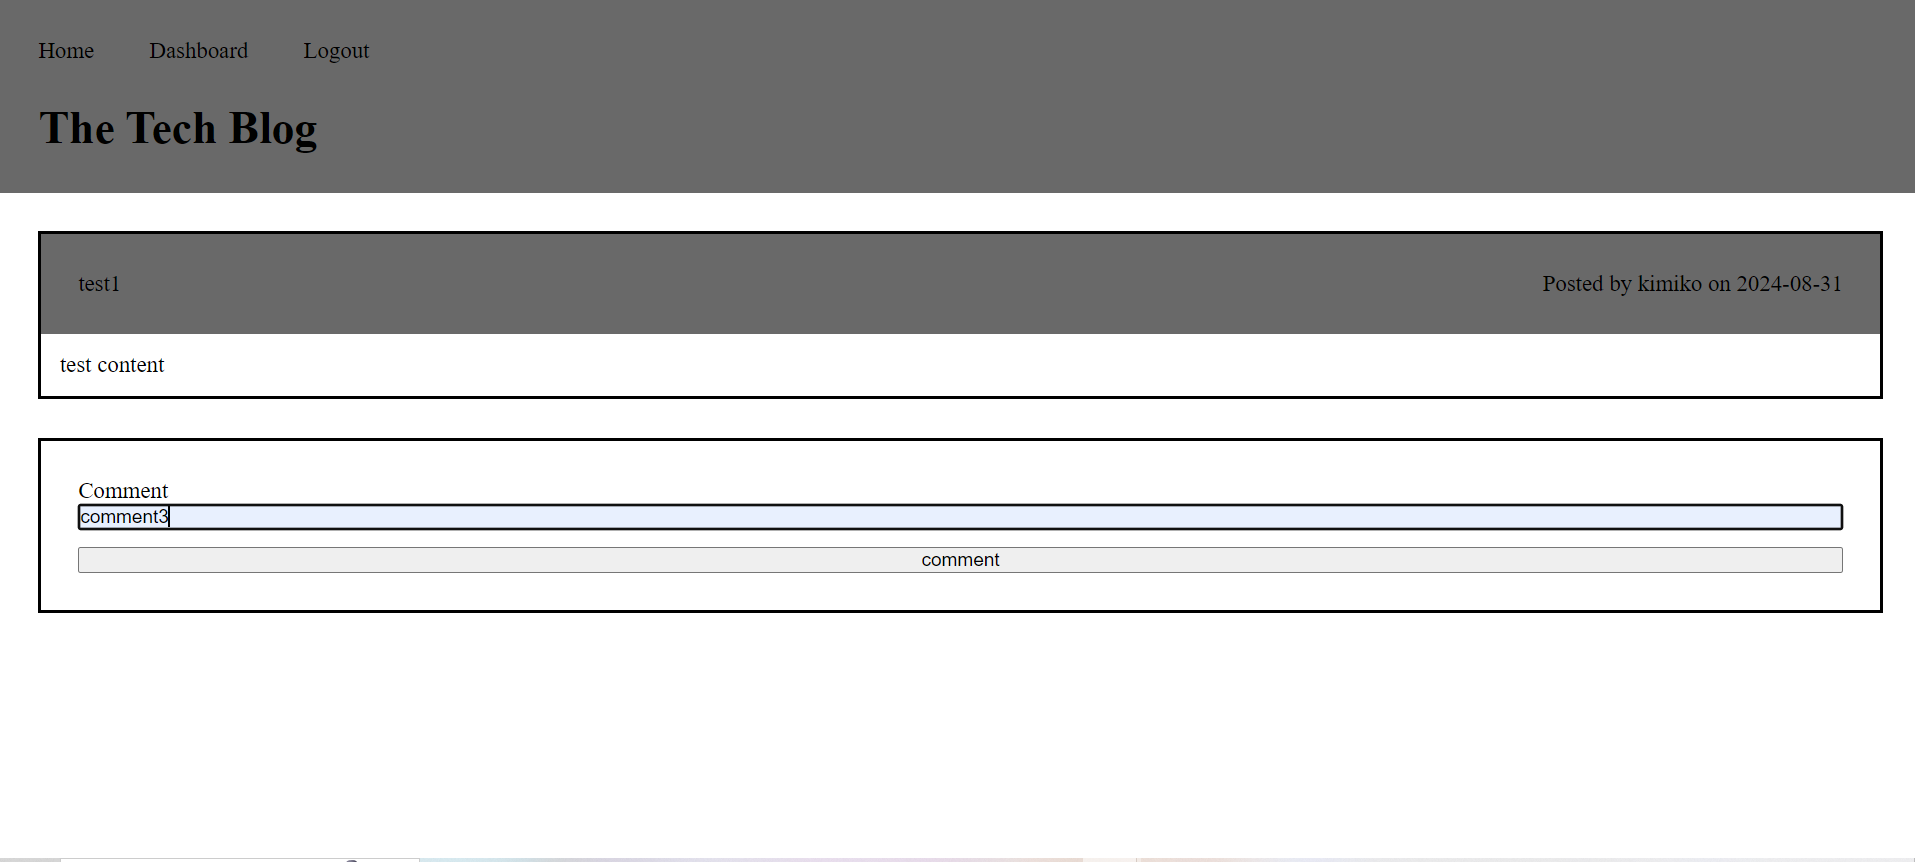 Home Dashboard Logout
The Tech Blog
test1 Posted by kimiko on 2024-08-31
test content
Comment
comment3
comment